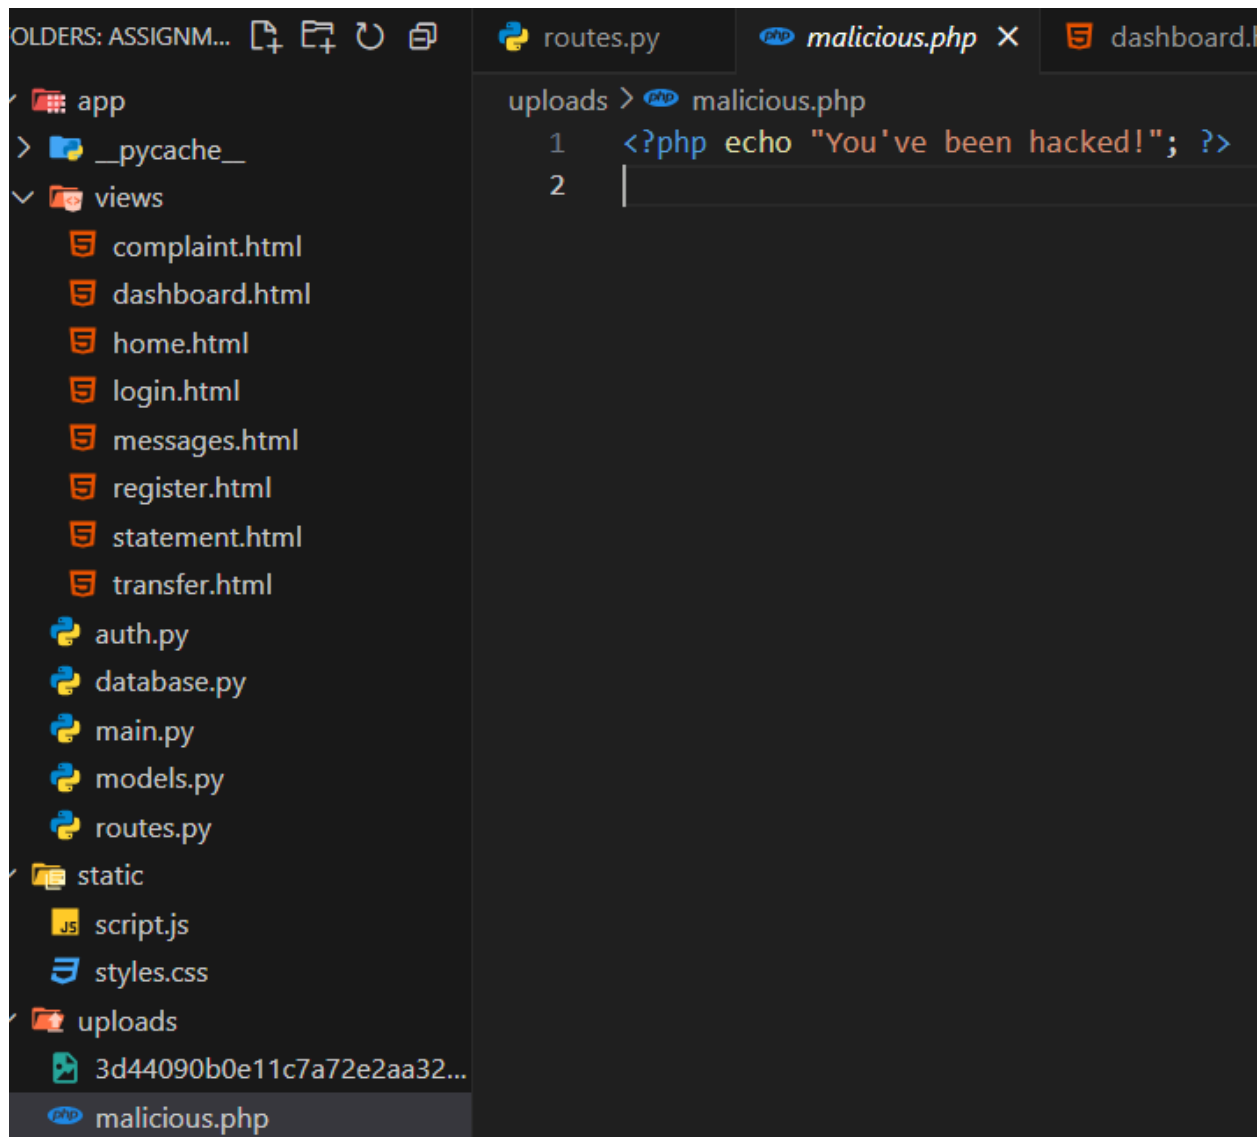 OLDERS: ASSIGNM...
app
__pycache__
views
complaint.html
dashboard.html
home.html
login.html
messages.html
register.html
statement.html
transfer.html
auth.py
database.py
main.py
models.py
routes.py
static
script.js
styles.css
uploads
3d44090b0e11c7a72e2aa32...
malicious.php
routes.py
malicious.php
dashboard.h
uploads > malicious.php
1 <?php echo "You've been hacked!"; ?>
2